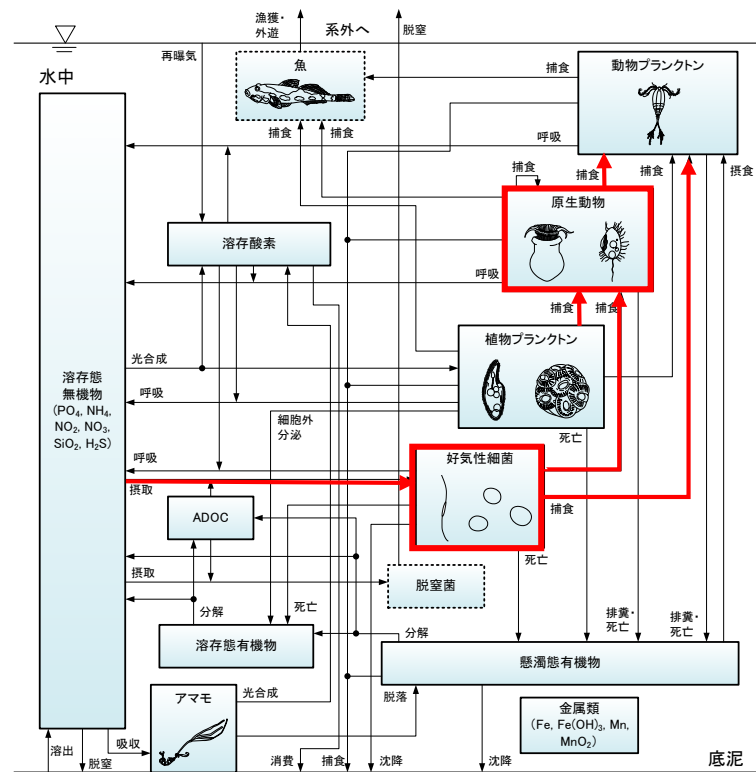 漁獲・
外遊
系外へ
脱窒
再曝気
水中
魚
捕食
動物プランクトン
捕食
捕食
呼吸
捕食
捕食
捕食
摂食
原生動物
溶存酸素
呼吸
捕食
捕食
植物プランクトン
光合成
溶存態
無機物
(PO4, NH4,
NO2, NO3,
SiO2, H2S)
呼吸
細胞外
分泌
死亡
好気性細菌
呼吸
摂取
捕食
ADOC
死亡
摂取
脱窒菌
分解
死亡
排糞・
死亡
排糞・
死亡
溶存態有機物
分解
懸濁態有機物
アマモ
光合成
脱落
金属類
(Fe, Fe(OH)3, Mn,
MnO2)
溶出
脱窒
吸収
消費
捕食
沈降
沈降
底泥